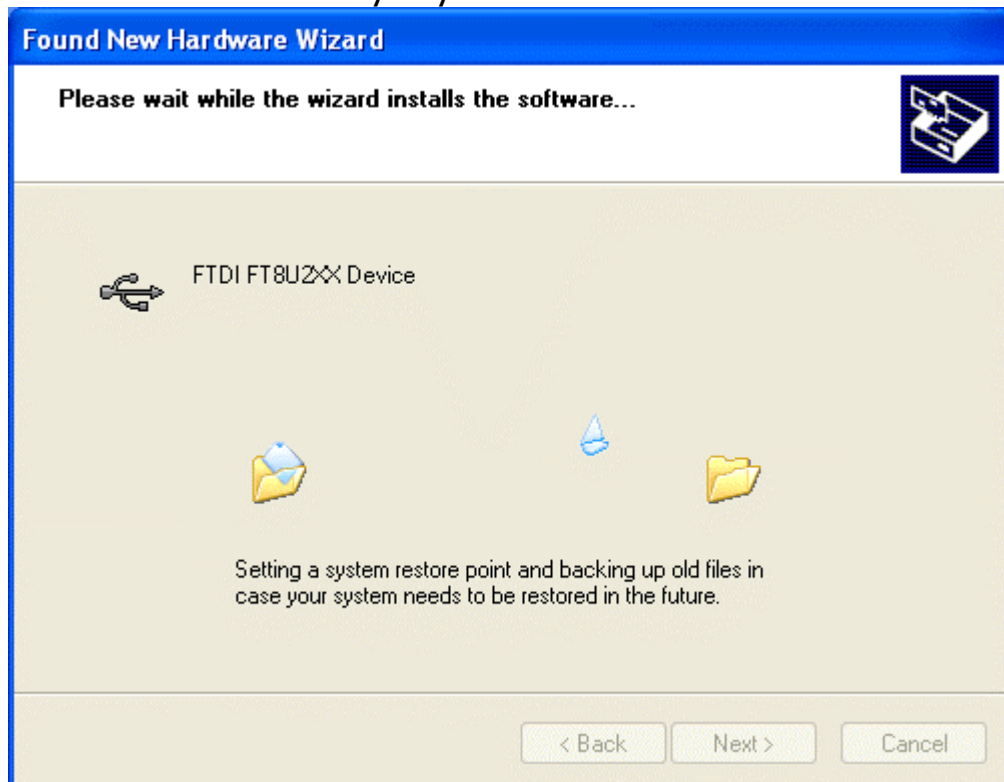 Found New Hardware Wizard
Please wait while the wizard installs the software...
FTDI FT8U2XX Device
Setting a system restore point and backing up old files in
case your system needs to be restored in the future.
< Back
Next >
Cancel